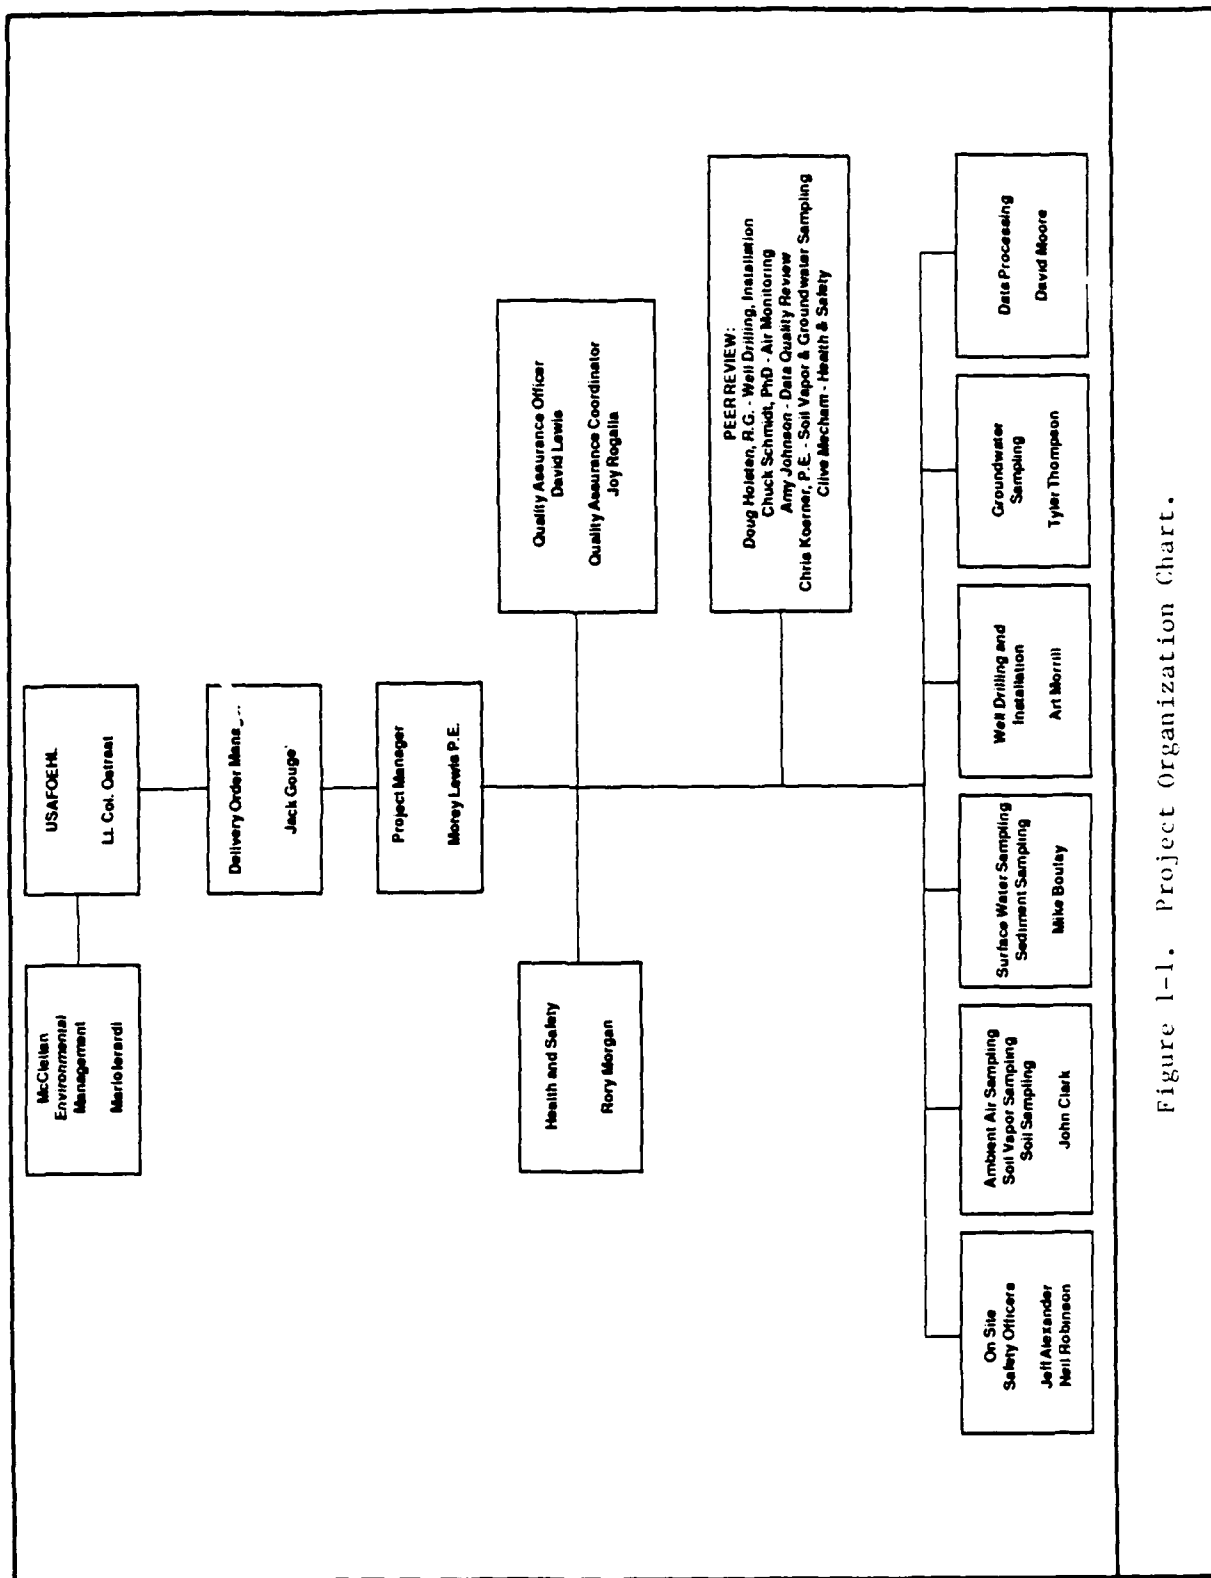 McClellan
Environmental
Management
Mario Ierardi
USAFOEHL
Lt. Col. Ostreat
Delivery Order Mana
Jack Gouge'
Project Manager
Morey Lewis P.E.
Health and Safety
Rory Morgan
Quality Assurance Officer
David Lewis
Quality Assurance Coordinator
Joy Rogalla
PEER REVIEW:
Doug Holsten, R.G. - Well Drilling, Installation
Chuck Schmidt, PhD - Air Monitoring
Amy Johnson - Data Quality Review
Chris Koerner, P.E. - Soil Vapor & Groundwater Sampling
Clive Mecham - Health & Safety
On Site
Safety Officers
Jeff Alexander
Neil Robinson
Ambient Air Sampling
Soil Vapor Sampling
Soil Sampling
John Clark
Surface Water Sampling
Sediment Sampling
Mike Boutay
Well Drilling and
Installation
Art Morrill
Groundwater
Sampling
Tyler Thompson
Data Processing
David Moore
Figure 1-1. Project Organization Chart.